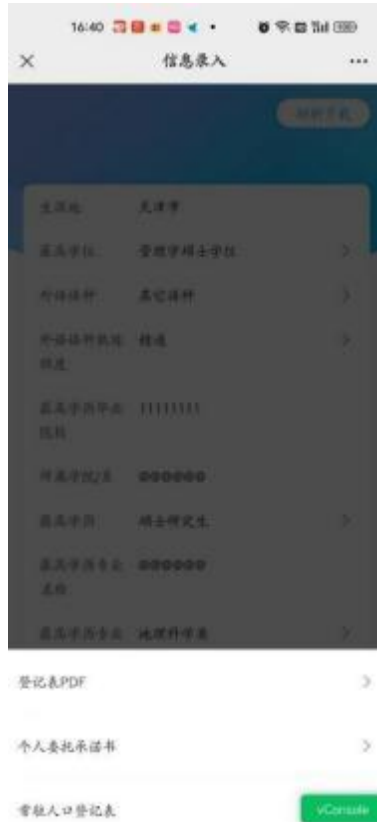 16:40
信息录入
材料下载
生源地 天津市
最高学位 管理学硕士学位
外语语种 其它语种
外语语种熟练 精通
程度
最高学历毕业 11111111
院校
所属学院/系 @@@@@@
最高学历 硕士研究生
最高学历专业 @@@@@@
名称
最高学历专业 地理科学类
登记表PDF
个人委托承诺书
常驻人口登记表
vConsole